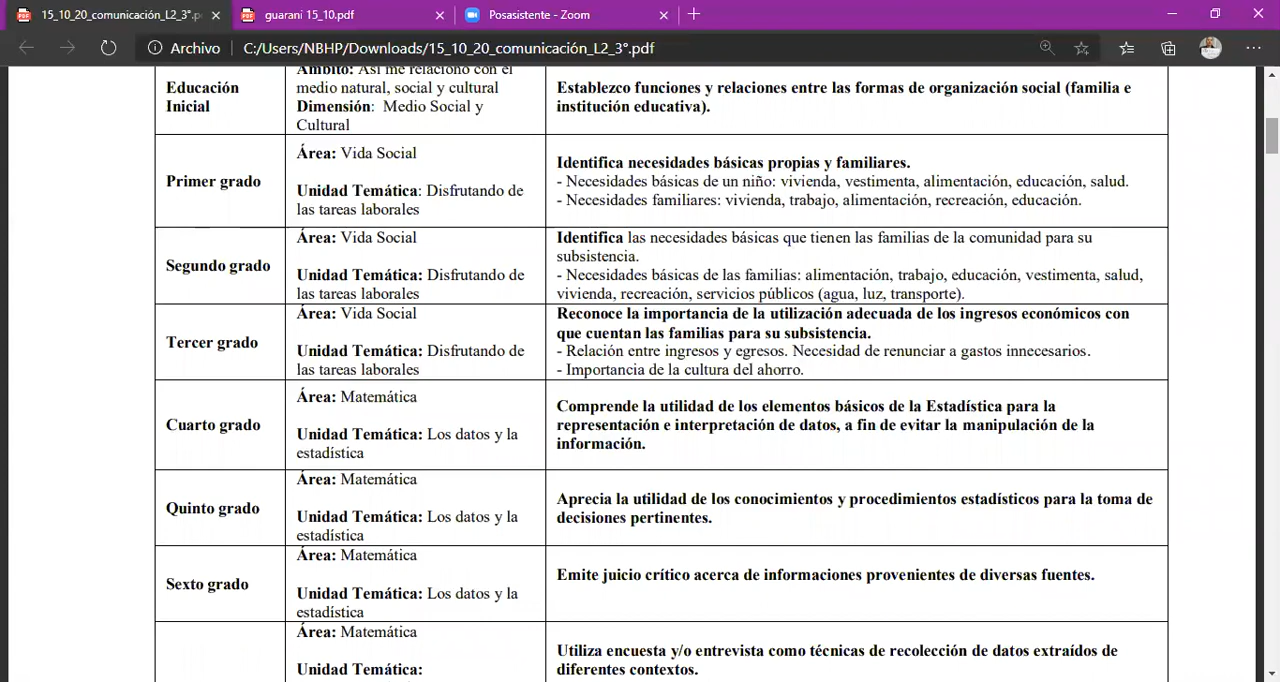 15_10_20_comunicación_L2_3°.p
guarani 15_10.pdf
Posasistente - Zoom
Archivo
C:/Users/NBHP/Downloads/15_10_20_comunicación_L2_3°.pdf
Educación
Inicial
Ámbito: Así me relaciono con el
medio natural, social y cultural
Dimensión: Medio Social y
Cultural
Establezco funciones y relaciones entre las formas de organización social (familia e
institución educativa).
Primer grado
Área: Vida Social
Unidad Temática: Disfrutando de
las tareas laborales
Identifica necesidades básicas propias y familiares.
- Necesidades básicas de un niño: vivienda, vestimenta, alimentación, educación, salud.
- Necesidades familiares: vivienda, trabajo, alimentación, recreación, educación.
Segundo grado
Área: Vida Social
Unidad Temática: Disfrutando de
las tareas laborales
Identifica las necesidades básicas que tienen las familias de la comunidad para su
subsistencia.
- Necesidades básicas de las familias: alimentación, trabajo, educación, vestimenta, salud,
vivienda, recreación, servicios públicos (agua, luz, transporte).
Tercer grado
Área: Vida Social
Unidad Temática: Disfrutando de
las tareas laborales
Reconoce la importancia de la utilización adecuada de los ingresos económicos con
que cuentan las familias para su subsistencia.
- Relación entre ingresos y egresos. Necesidad de renunciar a gastos innecesarios.
- Importancia de la cultura del ahorro.
Cuarto grado
Área: Matemática
Unidad Temática: Los datos y la
estadística
Comprende la utilidad de los elementos básicos de la Estadística para la
representación e interpretación de datos, a fin de evitar la manipulación de la
información.
Quinto grado
Área: Matemática
Unidad Temática: Los datos y la
estadística
Aprecia la utilidad de los conocimientos y procedimientos estadísticos para la toma de
decisiones pertinentes.
Sexto grado
Área: Matemática
Unidad Temática: Los datos y la
estadística
Emite juicio crítico acerca de informaciones provenientes de diversas fuentes.
Área: Matemática
Unidad Temática:
Utiliza encuesta y/o entrevista como técnicas de recolección de datos extraídos de
diferentes contextos.